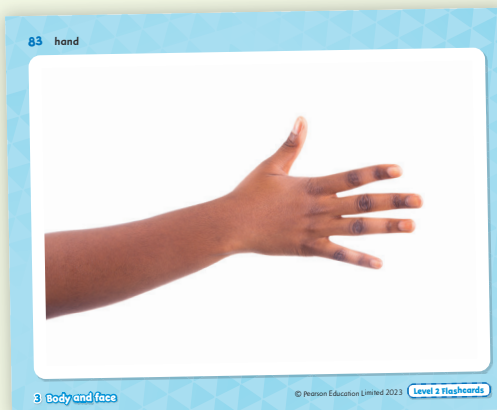 83 hand
3 Body and face
© Pearson Education Limited 2023
Level 2 Flashcards